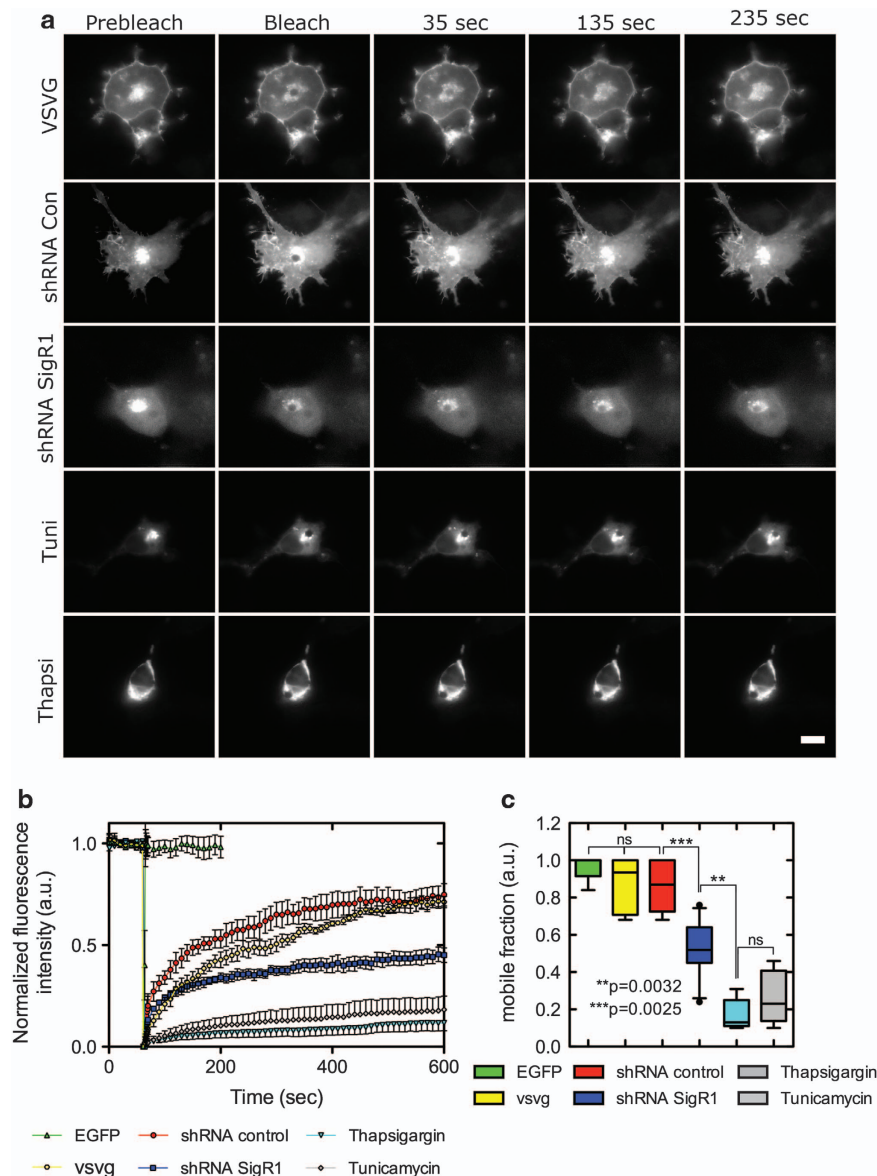 a
Prebleach Bleach 35 sec 135 sec 235 sec
VSVG
shRNA Con
shRNA SigR1
Tuni
Thapsi
b
Normalized fluorescence
intensity (a.u.)
1.0
0.5
0.0
0 200 400 600
Time (sec)
EGFP shRNA control Thapsigargin
vsvg shRNA SigR1 Tunicamycin
c
mobile fraction (a.u.)
1.2
1.0
0.8
0.6
0.4
0.2
0.0
ns
***
**
ns
**p=0.0032
***p=0.0025
EGFP shRNA control Thapsigargin
vsvg shRNA SigR1 Tunicamycin